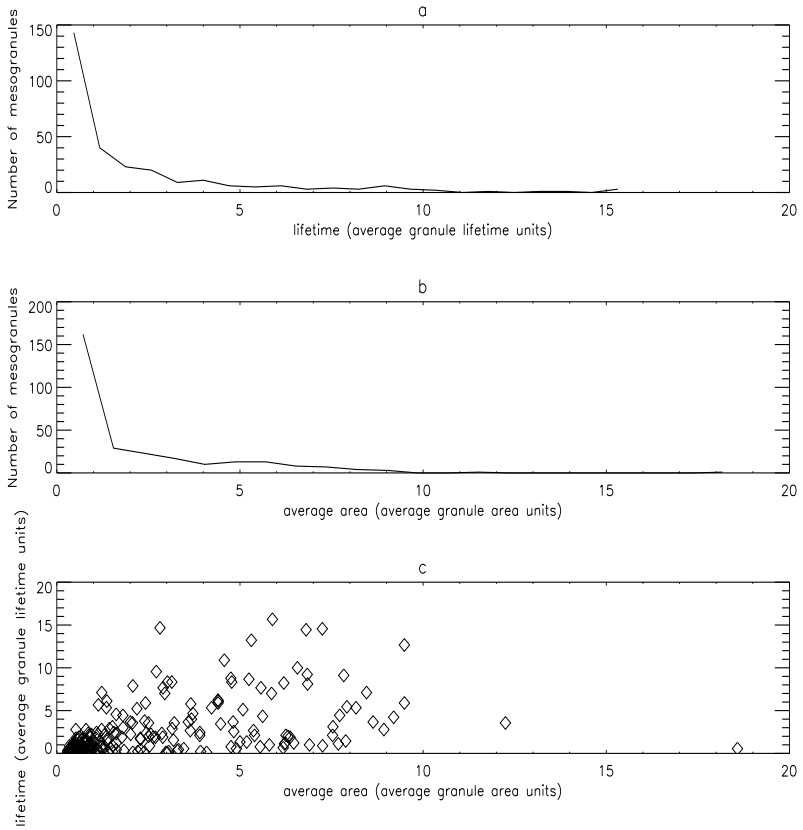 a
Number of mesogranules
150
100
50
0
0 5 10 15 20
lifetime (average granule lifetime units)
b
Number of mesogranules
200
150
100
50
0
0 5 10 15 20
average area (average granule area units)
c
lifetime (average granule lifetime units)
20
15
10
5
0
0 5 10 15 20
average area (average granule area units)